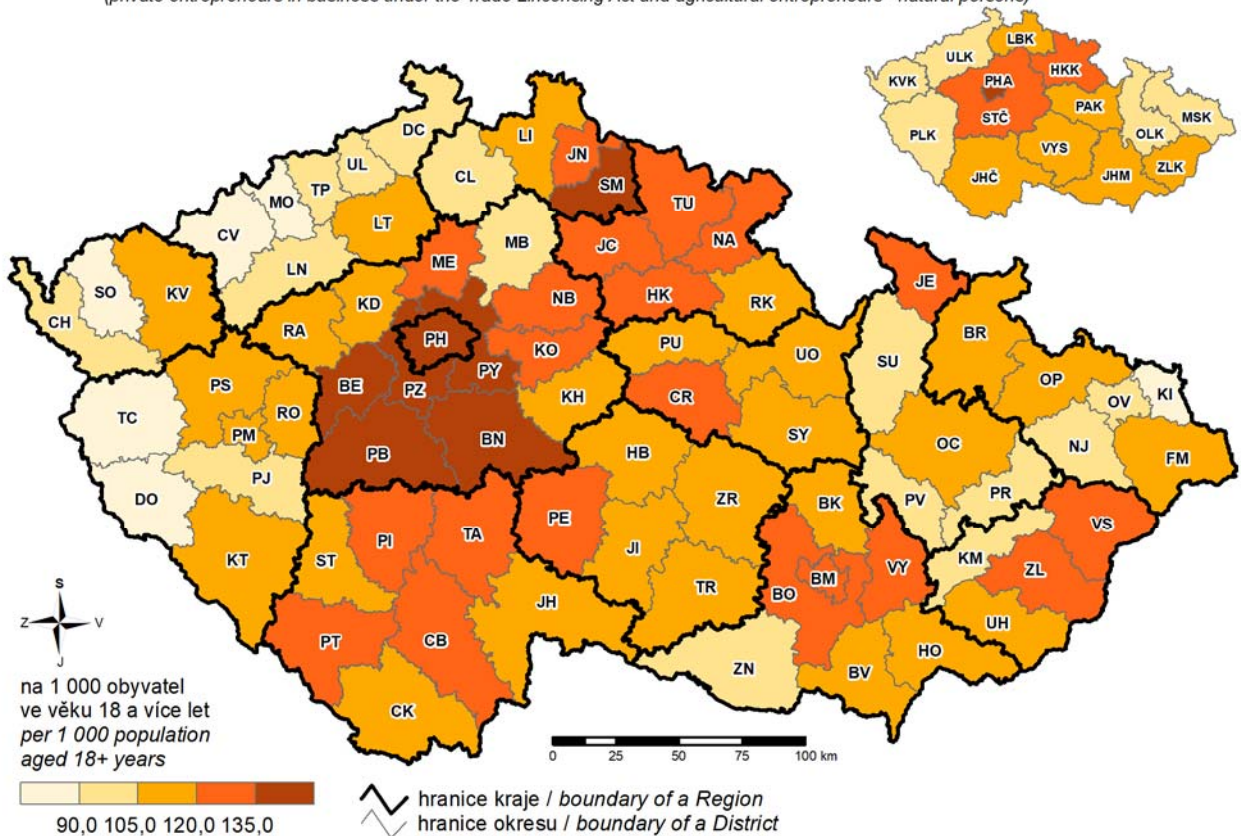 (private entrepreneurs in business under the Trade Lincensing Act and agricultural entrepreneurs - natural persons)
LBK
ULK
HKK
KVK
PHA
STČ
PAK
MSK
PLK
OLK
VYS
JHČ
JHM
ZLK
DC
LI
UL
JN
TP
CL
SM
MO
TU
LT
CV
MB
JC
NA
ME
LN
SO
KV
NB
HK
JE
KD
RK
CH
RA
BR
PH
KO
PU
UO
SU
BE
PZ
PY
PS
OP
KI
RO
KH
CR
OV
TC
PM
SY
OC
NJ
BN
PB
HB
FM
PJ
DO
ZR
PV
PR
BK
PE
VS
TA
PI
JI
KM
ST
KT
VY
ZL
BM
TR
BO
JH
UH
PT
CB
HO
ZN
BV
CK
S
Z V
J
na 1 000 obyvatel
ve věku 18 a více let
per 1 000 population
aged 18+ years
90,0 105,0 120,0 135,0
0 25 50 75 100 km
hranice kraje / boundary of a Region
hranice okresu / boundary of a District